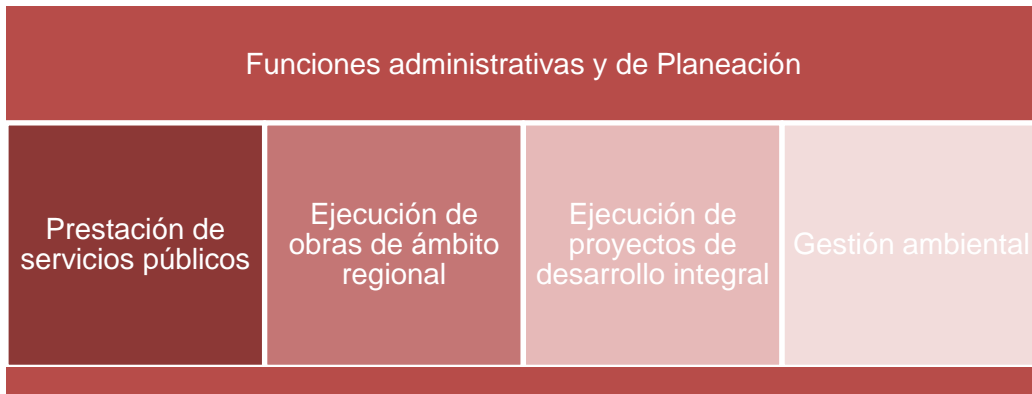 Funciones administrativas y de Planeación
Prestación de
servicios públicos
Ejecución de
obras de ámbito
regional
Ejecución de
proyectos de
desarrollo integral
Gestión ambiental